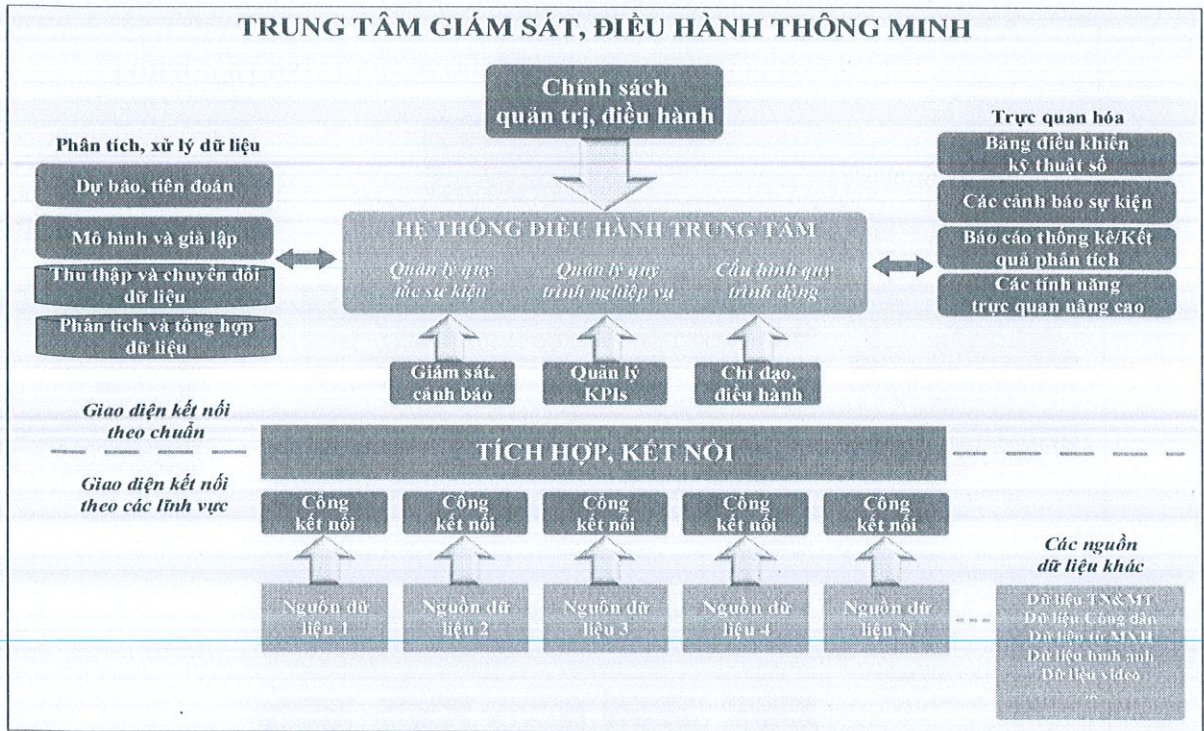 TRUNG TÂM GIÁM SÁT, ĐIỀU HÀNH THÔNG MINH
Chính sách
quản trị, điều hành
Phân tích, xử lý dữ liệu
Dự báo, tiên đoán
Mô hình và giả lập
Thu thập và chuyển đổi
dữ liệu
Phân tích và tổng hợp
dữ liệu
HỆ THỐNG ĐIỀU HÀNH TRUNG TÂM
Quản lý quy
tắc sự kiện
Quản lý quy
trình nghiệp vụ
Cấu hình quy
trình động
Trực quan hóa
Bảng điều khiển
kỹ thuật số
Các cảnh báo sự kiện
Báo cáo thống kê/Kết
quả phân tích
Các tính năng
trực quan nâng cao
Giám sát,
cảnh báo
Quản lý
KPIs
Chỉ đạo,
điều hành
Giao diện kết nối
theo chuẩn
TÍCH HỢP, KẾT NỐI
Giao diện kết nối
theo các lĩnh vực
Cổng
kết nối
Cổng
kết nối
Cổng
kết nối
Cổng
kết nối
Cổng
kết nối
Nguồn dữ
liệu 1
Nguồn dữ
liệu 2
Nguồn dữ
liệu 3
Nguồn dữ
liệu 4
Nguồn dữ
liệu N
Các nguồn
dữ liệu khác
Dữ liệu TN&MT
Dữ liệu Công dân
Dữ liệu từ MXH
Dữ liệu hình ảnh
Dữ liệu video
...